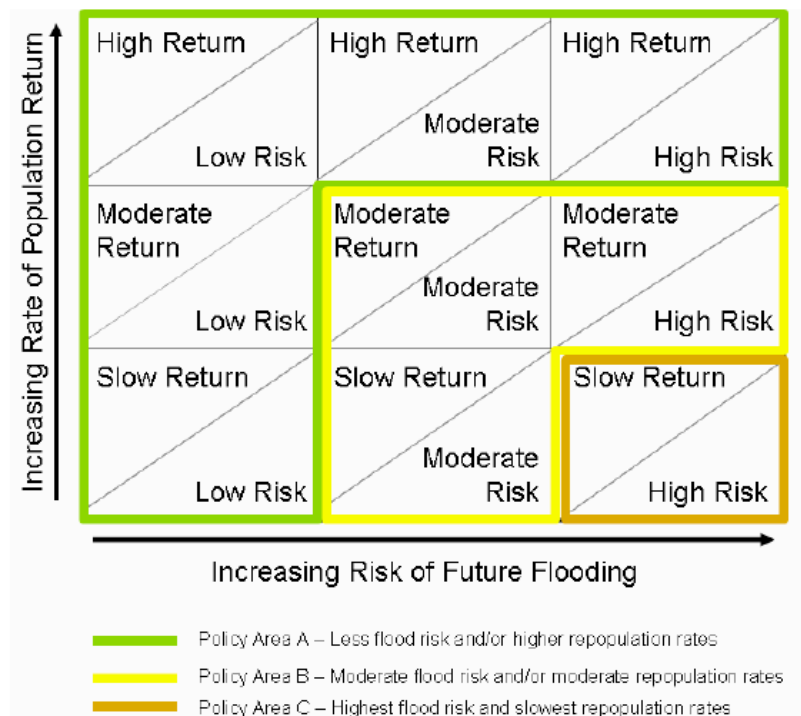 Increasing Rate of Population Return
High Return
Low Risk
High Return
Moderate
Risk
High Return
High Risk
Moderate
Return
Low Risk
Moderate
Return
Moderate
Risk
Moderate
Return
High Risk
Slow Return
Low Risk
Slow Return
Moderate
Risk
Slow Return
High Risk
Increasing Risk of Future Flooding
Policy Area A – Less flood risk and/or higher repopulation rates
Policy Area B – Moderate flood risk and/or moderate repopulation rates
Policy Area C – Highest flood risk and slowest repopulation rates